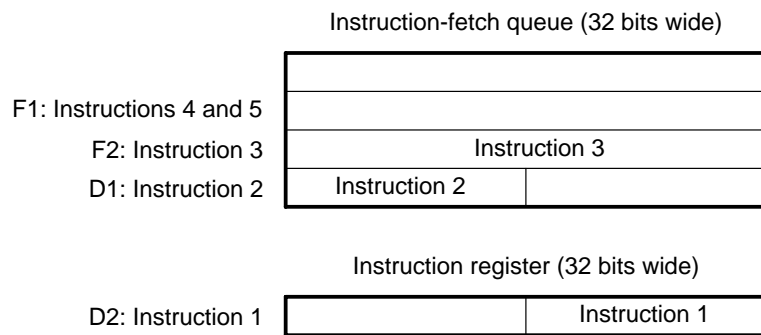 Instruction-fetch queue (32 bits wide)
F1: Instructions 4 and 5
F2: Instruction 3 Instruction 3
D1: Instruction 2 Instruction 2
Instruction register (32 bits wide)
D2: Instruction 1 Instruction 1